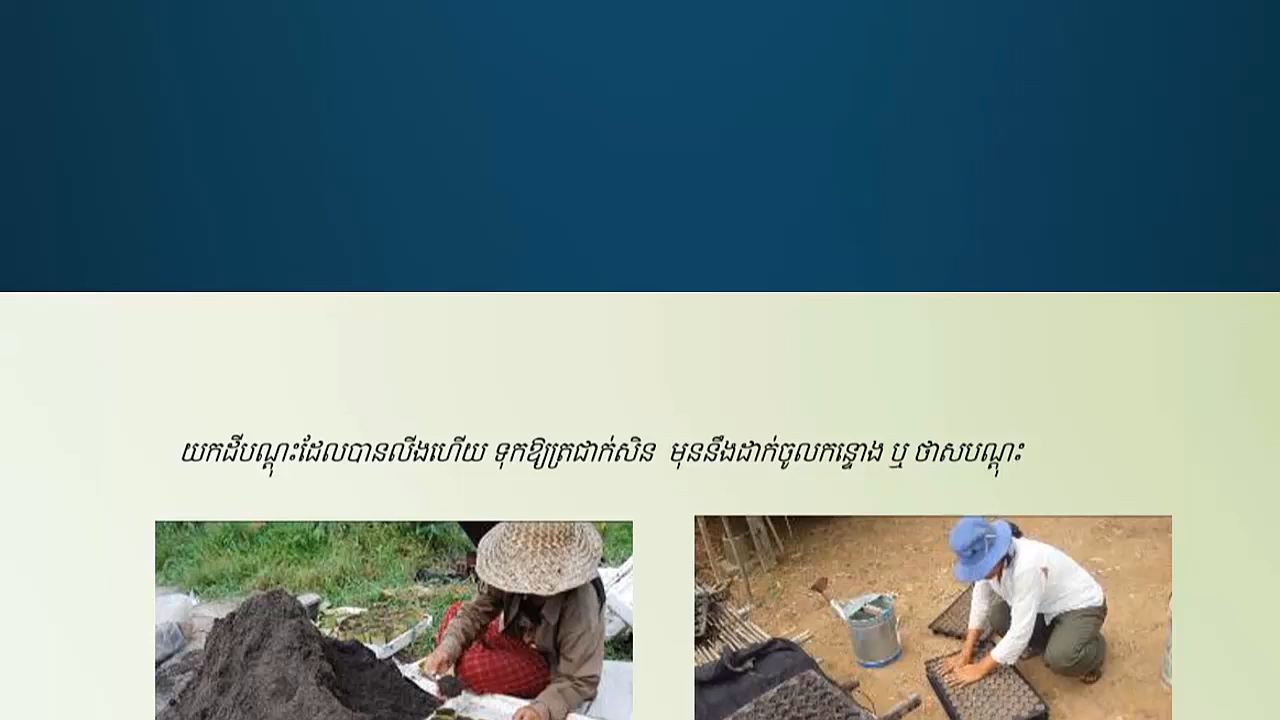 យកដីបណ្តុះដែលបានលីងហើយ ទុកឱ្យត្រជាក់សិន មុននឹងដាក់ចូលកន្ទោង ឬ ថាសបណ្តុះ